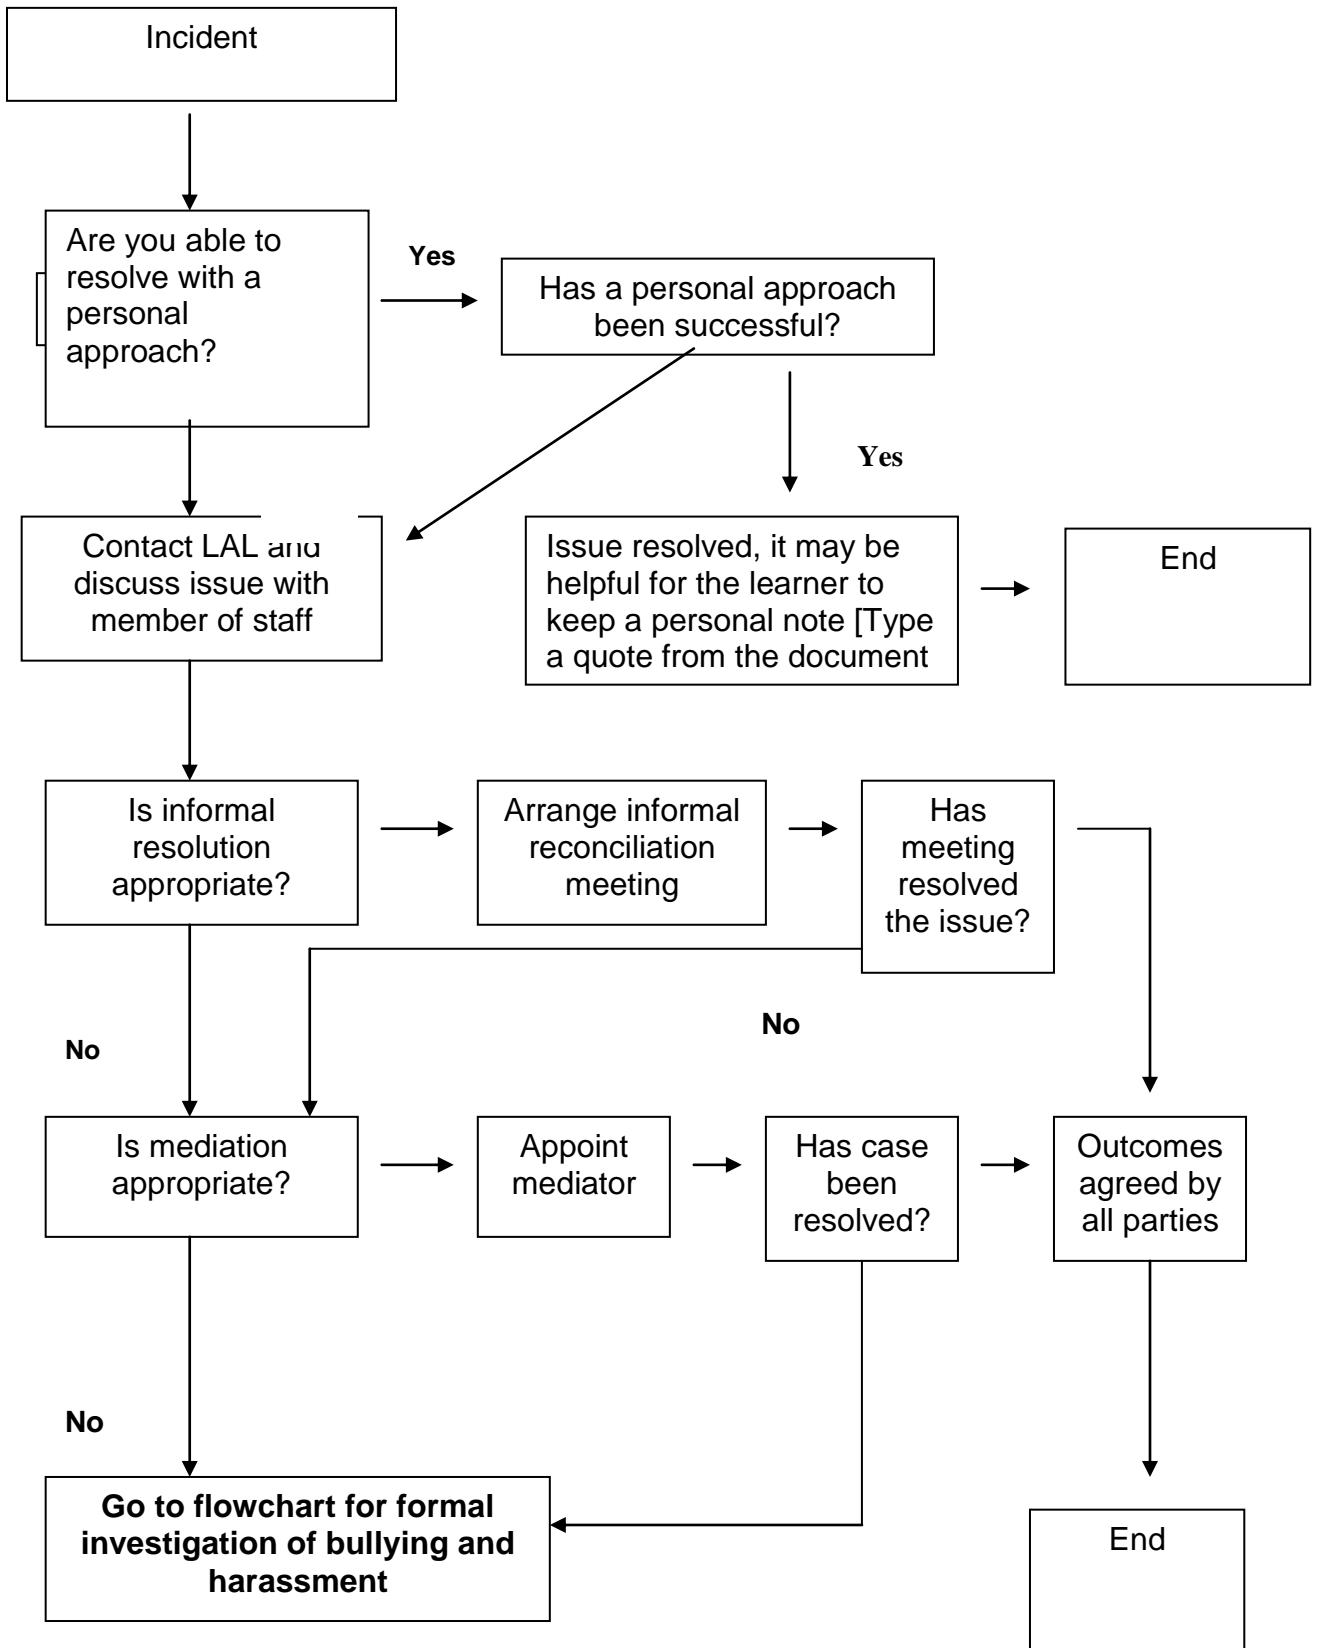 Incident
Are you able to
resolve with a
personal
approach?
Yes
Has a personal approach
been successful?
Yes
Contact LAL and
discuss issue with
member of staff
Issue resolved, it may be
helpful for the learner to
keep a personal note [Type
a quote from the document
End
Is informal
resolution
appropriate?
Arrange informal
reconciliation
meeting
Has
meeting
resolved
the issue?
No
No
Is mediation
appropriate?
Appoint
mediator
Has case
been
resolved?
Outcomes
agreed by
all parties
No
Go to flowchart for formal
investigation of bullying and
harassment
End